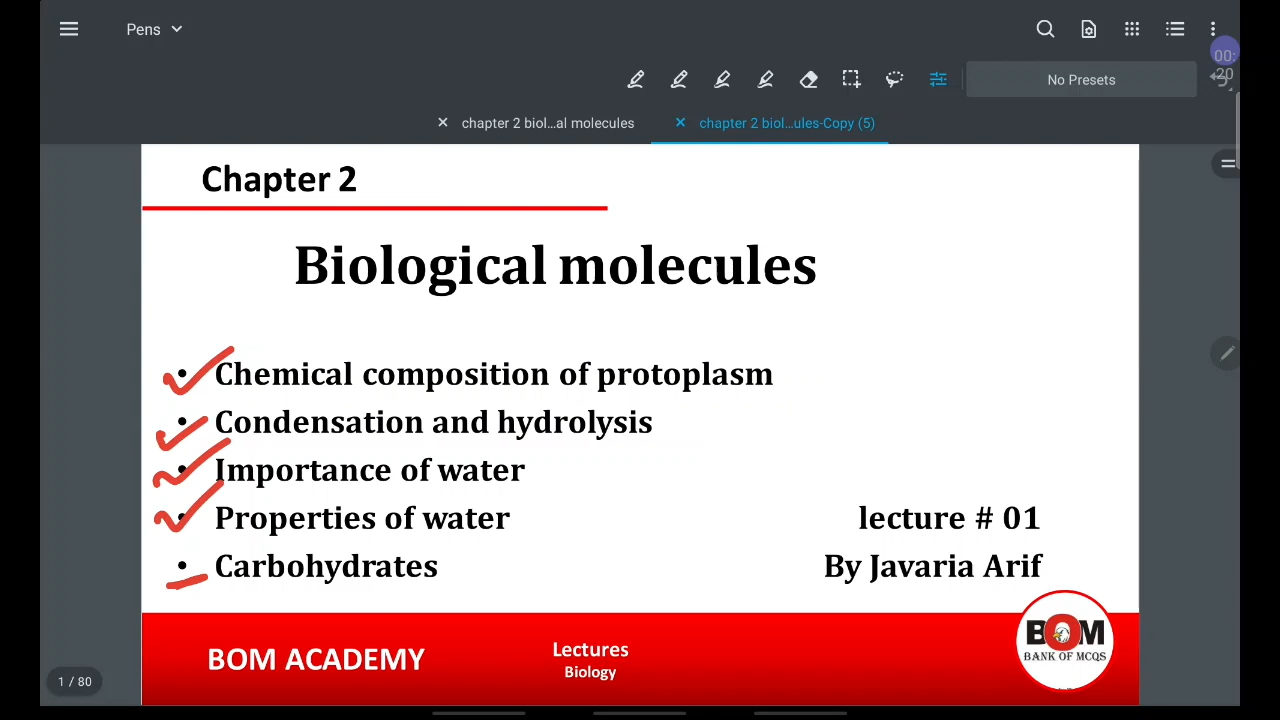 Pens
No Presets
00:
20
chapter 2 biol...al molecules
chapter 2 biol...ules-Copy (5)
Chapter 2
Biological molecules
• Chemical composition of protoplasm
• Condensation and hydrolysis
• Importance of water
• Properties of water
lecture # 01
• Carbohydrates
By Javaria Arif
BOM ACADEMY
Lectures
Biology
BOM
BANK OF MCQS
1 / 80